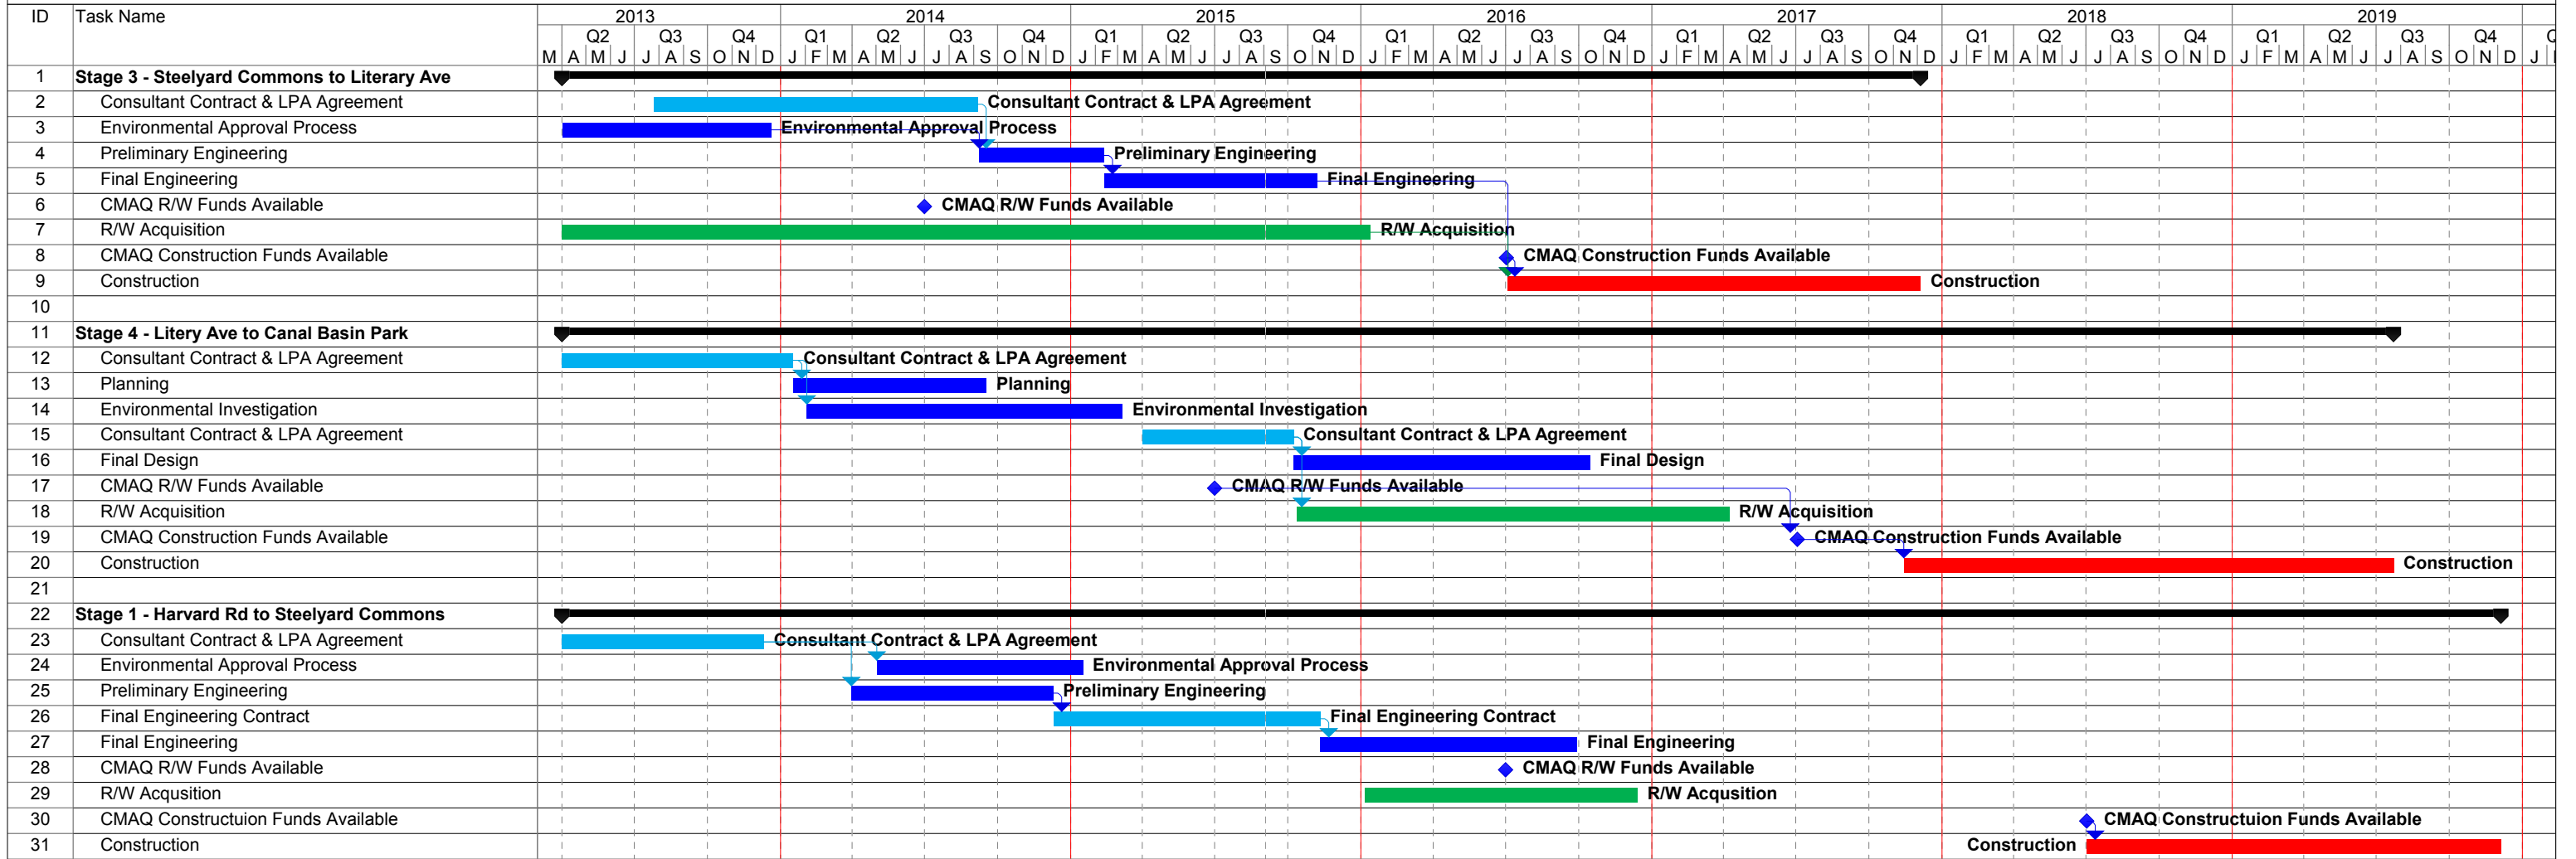 ID Task Name 2013 2014 2015 2016 2017 2018 2019
Q2 Q3 Q4 Q1 Q2 Q3 Q4 Q1 Q2 Q3 Q4 Q1 Q2 Q3 Q4 Q1 Q2 Q3 Q4 Q1 Q2 Q3 Q4 Q1 Q2 Q3 Q4
M A M J J A S O N D J F M A M J J A S O N D J F M A M J J A S O N D J F M A M J J A S O N D J F M A M J J A S O N D J F M A M J J A S O N D J F M A M J J A S O N D J
1 Stage 3 - Steelyard Commons to Literary Ave
2 Consultant Contract & LPA Agreement Consultant Contract & LPA Agreement
3 Environmental Approval Process Environmental Approval Process
4 Preliminary Engineering Preliminary Engineering
5 Final Engineering Final Engineering
6 CMAQ R/W Funds Available CMAQ R/W Funds Available
7 R/W Acquisition R/W Acquisition
8 CMAQ Construction Funds Available CMAQ Construction Funds Available
9 Construction Construction
10
11 Stage 4 - Litery Ave to Canal Basin Park
12 Consultant Contract & LPA Agreement Consultant Contract & LPA Agreement
13 Planning Planning
14 Environmental Investigation Environmental Investigation
15 Consultant Contract & LPA Agreement Consultant Contract & LPA Agreement
16 Final Design Final Design
17 CMAQ R/W Funds Available CMAQ R/W Funds Available
18 R/W Acquisition R/W Acquisition
19 CMAQ Construction Funds Available CMAQ Construction Funds Available
20 Construction Construction
21
22 Stage 1 - Harvard Rd to Steelyard Commons
23 Consultant Contract & LPA Agreement Consultant Contract & LPA Agreement
24 Environmental Approval Process Environmental Approval Process
25 Preliminary Engineering Preliminary Engineering
26 Final Engineering Contract Final Engineering Contract
27 Final Engineering Final Engineering
28 CMAQ R/W Funds Available CMAQ R/W Funds Available
29 R/W Acqusition R/W Acqusition
30 CMAQ Constructuion Funds Available CMAQ Constructuion Funds Available
31 Construction Construction